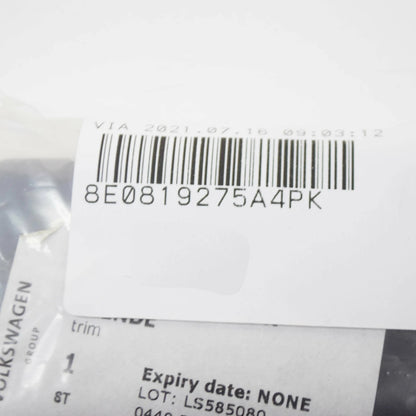 VIA 2021.07.16 09:03:12
8E0819275A4PK
trim
1
ST
VOLKSWAGEN
GROUP
Expiry date: NONE
LOT: LS585080